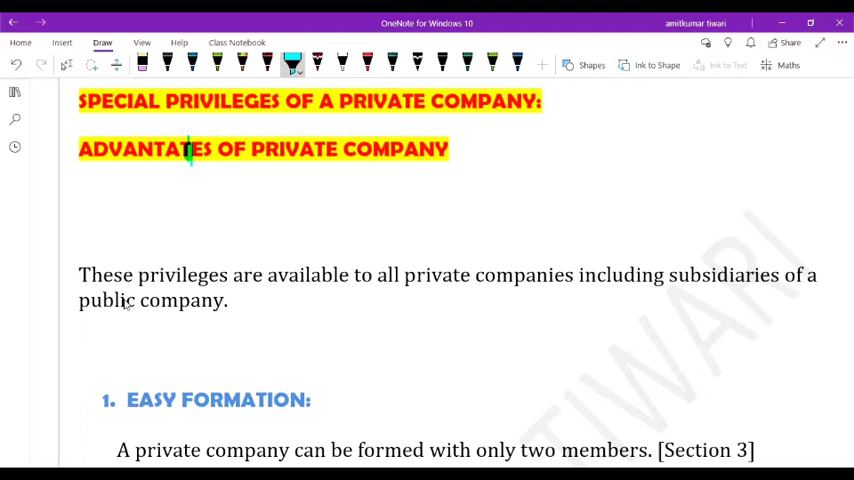 OneNote for Windows 10
amitkumar tiwari
Home Insert Draw View Help Class Notebook
Share
Shapes Ink to Shape Ink to Text Maths
SPECIAL PRIVILEGES OF A PRIVATE COMPANY:
ADVANTATES OF PRIVATE COMPANY
These privileges are available to all private companies including subsidiaries of a
public company.
1. EASY FORMATION:
A private company can be formed with only two members. [Section 3]
TIWARI